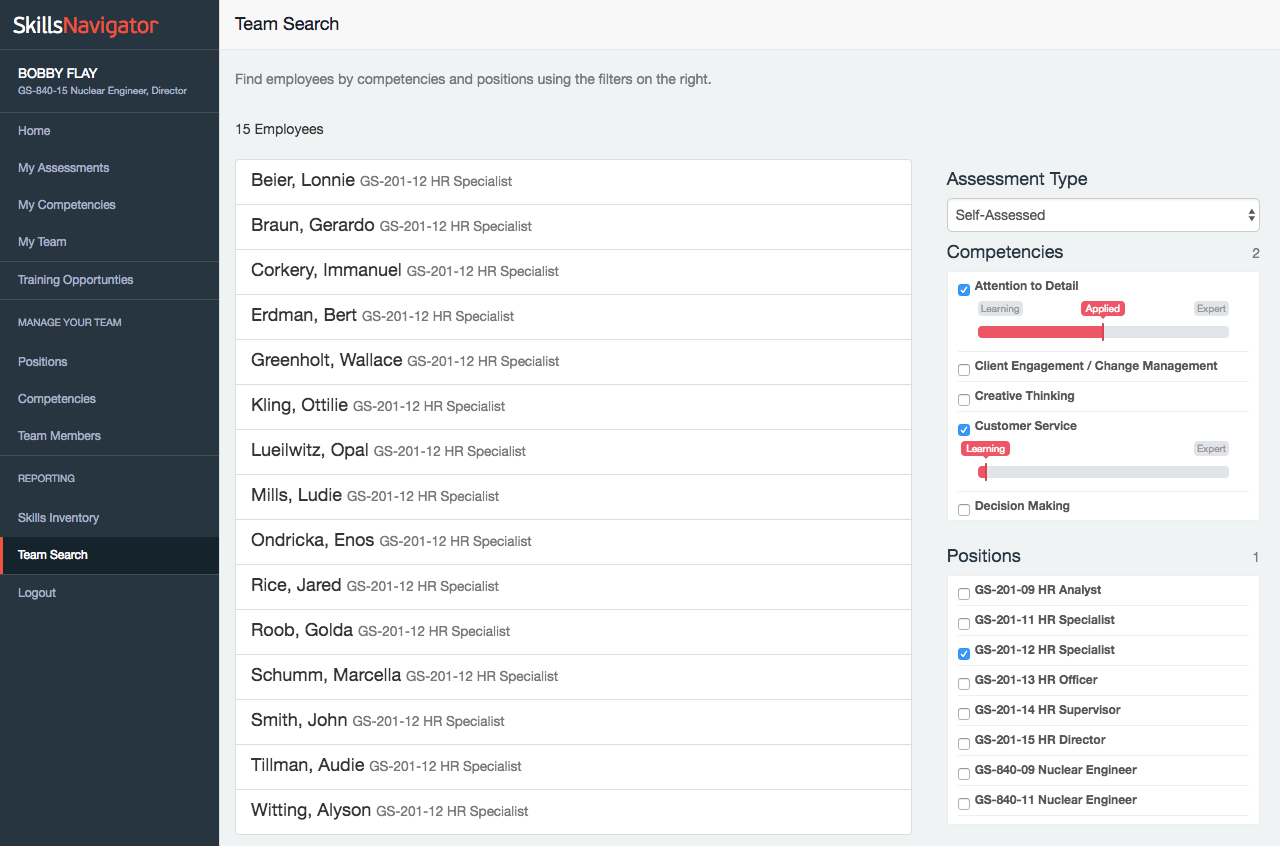 SkillsNavigator
BOBBY FLAY
GS-840-15 Nuclear Engineer, Director
Home
My Assessments
My Competencies
My Team
Training Opportunties
MANAGE YOUR TEAM
Positions
Competencies
Team Members
REPORTING
Skills Inventory
Team Search
Logout
Team Search
Find employees by competencies and positions using the filters on the right.
15 Employees
Beier, Lonnie GS-201-12 HR Specialist
Braun, Gerardo GS-201-12 HR Specialist
Corkery, Immanuel GS-201-12 HR Specialist
Erdman, Bert GS-201-12 HR Specialist
Greenholt, Wallace GS-201-12 HR Specialist
Kling, Ottilie GS-201-12 HR Specialist
Lueilwitz, Opal GS-201-12 HR Specialist
Mills, Ludie GS-201-12 HR Specialist
Ondricka, Enos GS-201-12 HR Specialist
Rice, Jared GS-201-12 HR Specialist
Roob, Golda GS-201-12 HR Specialist
Schumm, Marcella GS-201-12 HR Specialist
Smith, John GS-201-12 HR Specialist
Tillman, Audie GS-201-12 HR Specialist
Witting, Alyson GS-201-12 HR Specialist
Assessment Type
Self-Assessed
Competencies 2
Attention to Detail
Learning Applied Expert
Client Engagement / Change Management
Creative Thinking
Customer Service
Learning Expert
Decision Making
Positions 1
GS-201-09 HR Analyst
GS-201-11 HR Specialist
GS-201-12 HR Specialist
GS-201-13 HR Officer
GS-201-14 HR Supervisor
GS-201-15 HR Director
GS-840-09 Nuclear Engineer
GS-840-11 Nuclear Engineer